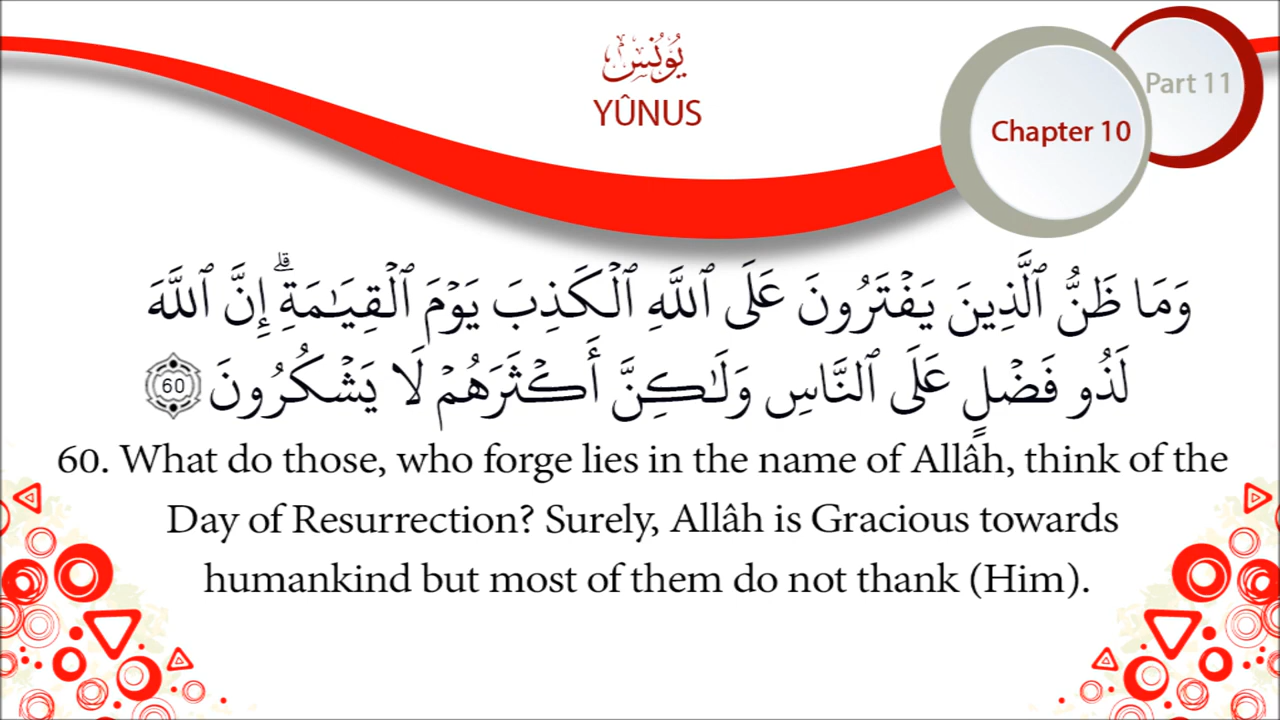 يُونُس
YÛNUS
Part 11
Chapter 10
وَمَا ظَنُّ ٱلَّذِينَ يَفۡتَرُونَ عَلَى ٱللَّهِ ٱلۡكَذِبَ يَوۡمَ ٱلۡقِيَٰمَةِۗ إِنَّ ٱللَّهَ
لَذُو فَضۡلٍ عَلَى ٱلنَّاسِ وَلَٰكِنَّ أَكۡثَرَهُمۡ لَا يَشۡكُرُونَ 60
60. What do those, who forge lies in the name of Allâh, think of the
Day of Resurrection? Surely, Allâh is Gracious towards
humankind but most of them do not thank (Him).